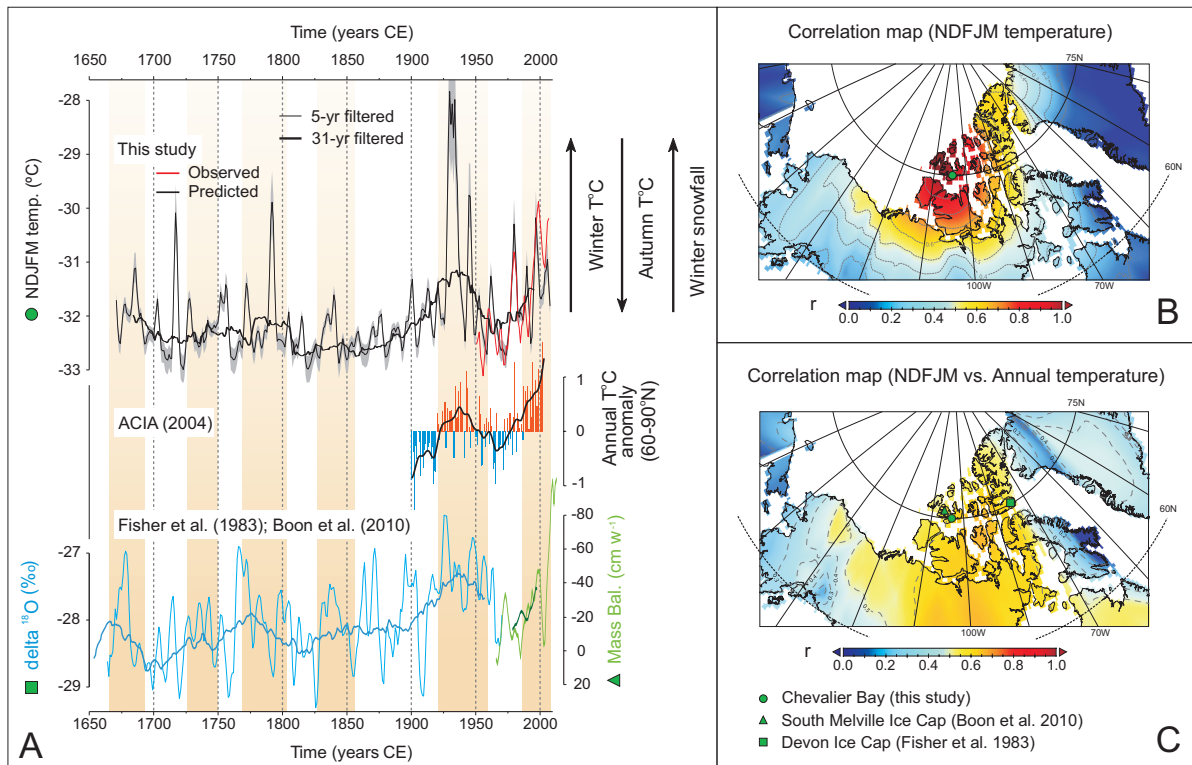 Time (years CE)
1650 1700 1750 1800 1850 1900 1950 2000
-28
-29
-30
-31
-32
-33
NDJFM temp. (ºC)
5-yr filtered
31-yr filtered
This study
Observed
Predicted
Winter TºC
Autumn TºC
Winter snowfall
ACIA (2004)
1
0
1
Annual TºC
anomaly
(60-90°N)
Fisher et al. (1983); Boon et al. (2010)
-27
-28
-29
delta ¹⁸O (‰)
-80
-60
-40
-20
0
20
Mass Bal. (cm w⁻¹)
1650 1700 1750 1800 1850 1900 1950 2000
Time (years CE)
A
Correlation map (NDFJM temperature)
75N
60N
100W
70W
r
0.0 0.2 0.4 0.6 0.8 1.0
B
Correlation map (NDFJM vs. Annual temperature)
75N
60N
100W
70W
r
0.0 0.2 0.4 0.6 0.8 1.0
Chevalier Bay (this study)
South Melville Ice Cap (Boon et al. 2010)
Devon Ice Cap (Fisher et al. 1983)
C